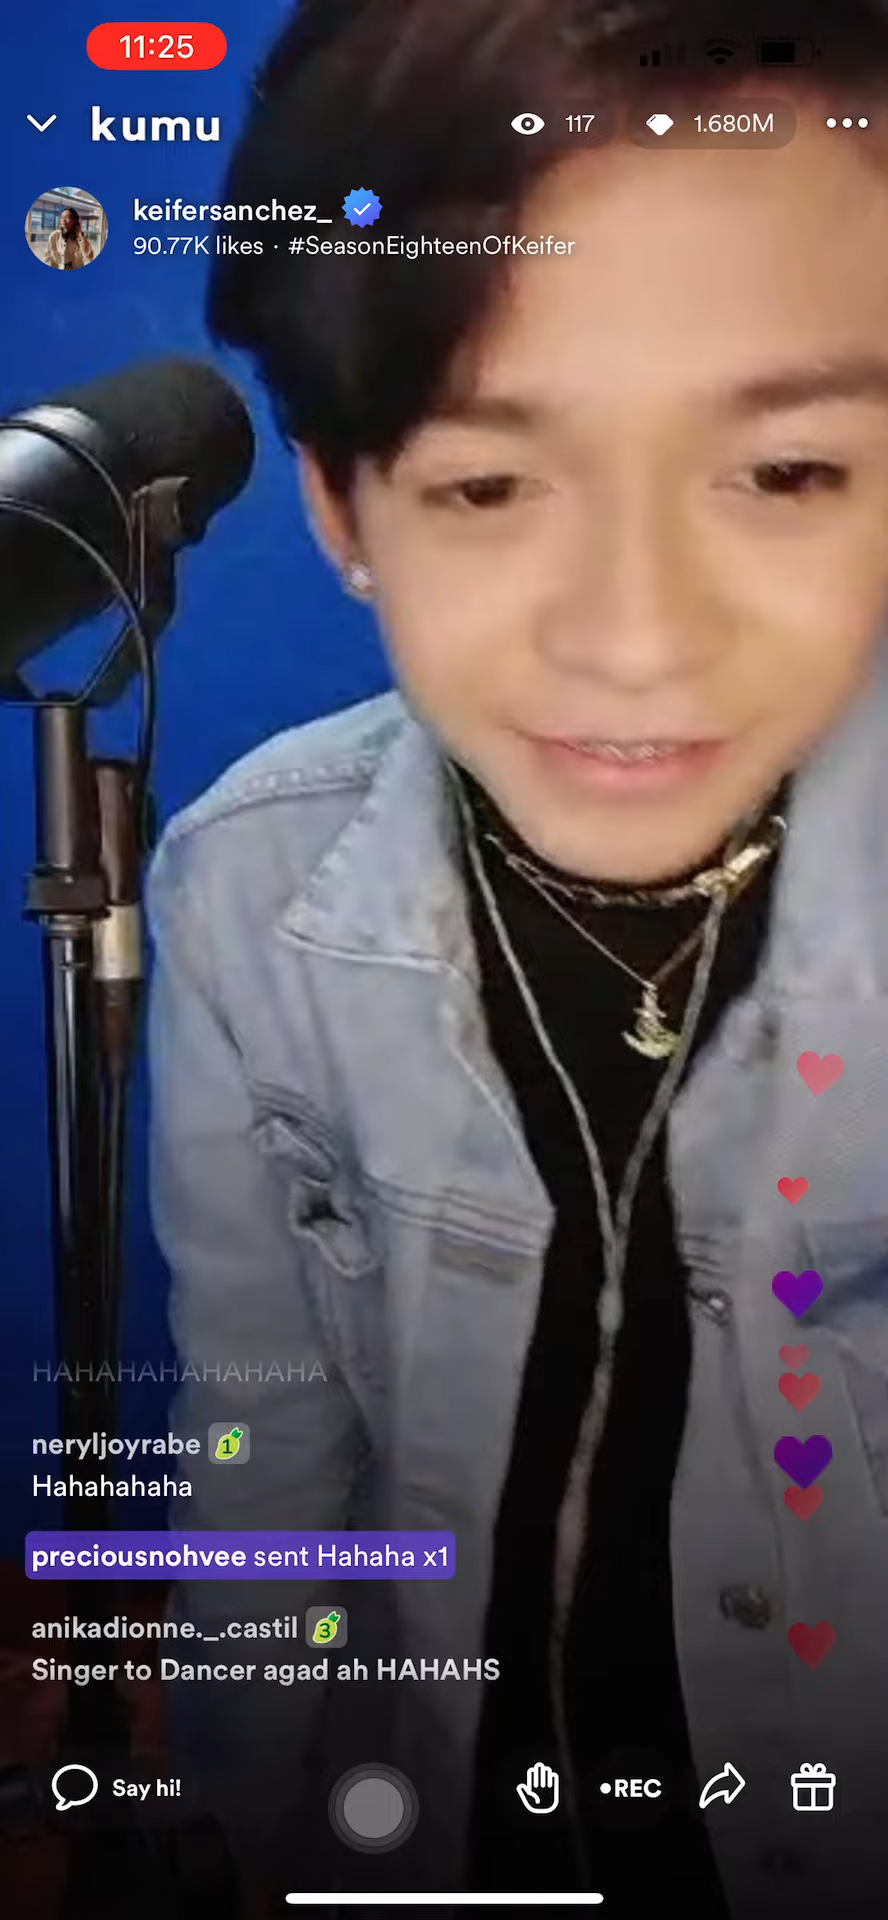 11:25
kumu
117
1.680M
keifersanchez_
90.77K likes · #SeasonEighteenOfKeifer
HAHAHAHAHAHAHA
neryljoyrabe 1
Hahahahaha
preciousnohvee sent Hahaha x1
anikadionne._.castil 3
Singer to Dancer agad ah HAHAHS
Say hi!
•REC